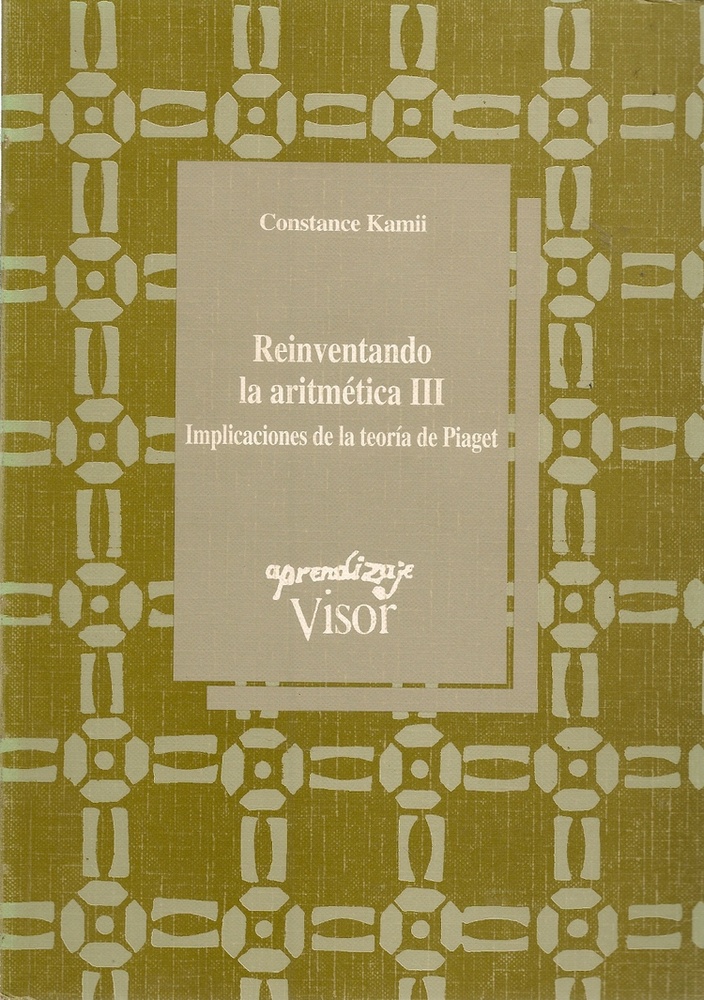 Constance Kamii
Reinventando
la aritmética III
Implicaciones de la teoría de Piaget
aprendizaje
Visor